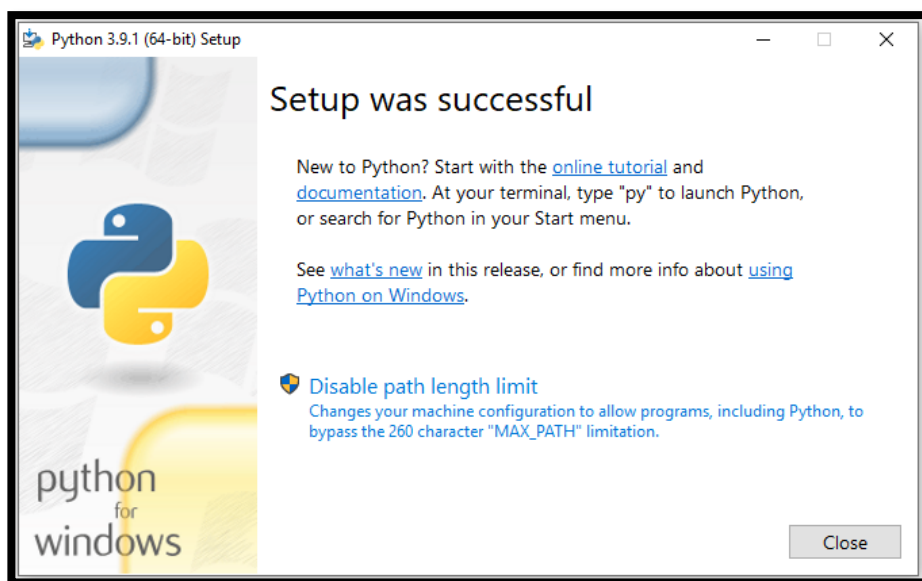 Python 3.9.1 (64-bit) Setup
Setup was successful
New to Python? Start with the online tutorial and
documentation. At your terminal, type "py" to launch Python,
or search for Python in your Start menu.
See what's new in this release, or find more info about using
Python on Windows.
Disable path length limit
Changes your machine configuration to allow programs, including Python, to
bypass the 260 character "MAX_PATH" limitation.
python
for
windows
Close